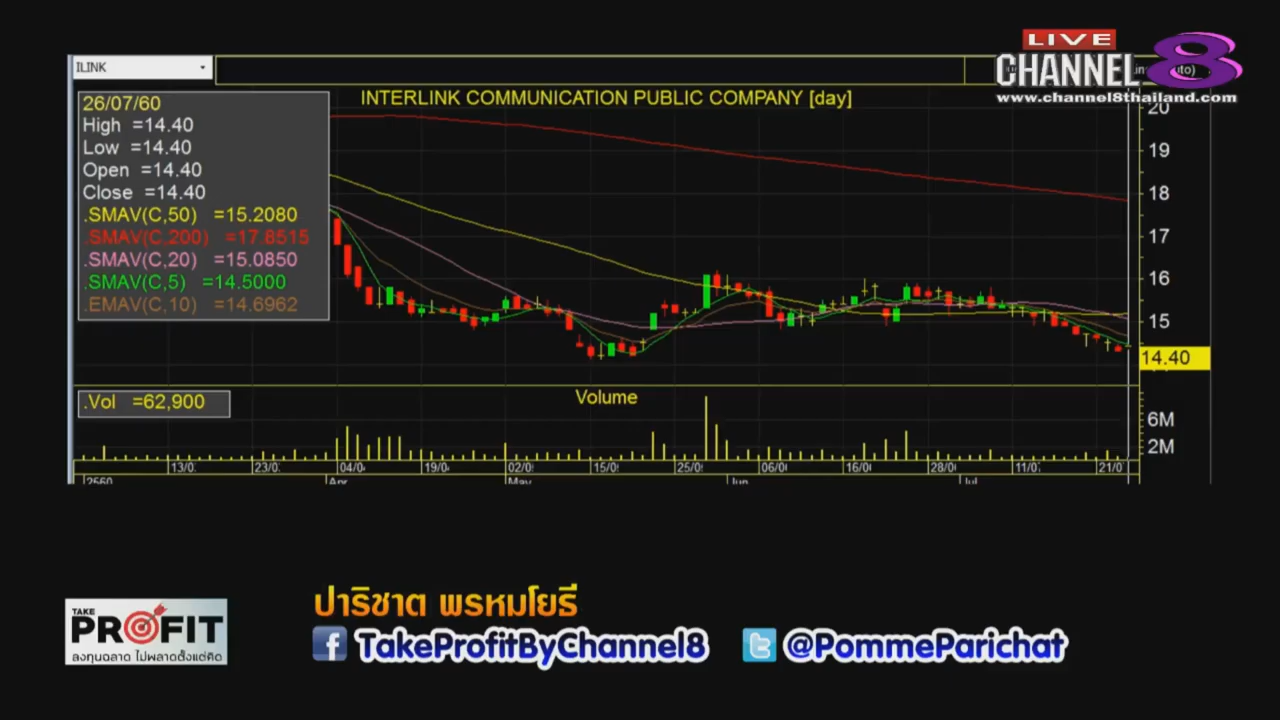 LIVE
CHANNEL 8
www.channel8thailand.com
ILINK
INTERLINK COMMUNICATION PUBLIC COMPANY [day]
26/07/60
High =14.40
Low =14.40
Open =14.40
Close =14.40
.SMAV(C,50) =15.2080
.SMAV(C,200) =17.8515
.SMAV(C,20) =15.0850
.SMAV(C,5) =14.5000
.EMAV(C,10) =14.6962
20
19
18
17
16
15
14.40
.Vol =62,900
Volume
6M
2M
13/0 23/0 04/0 19/0 02/0 15/0 25/0 06/0 16/0 28/0 11/0 21/0
2560 Apr May Jun Jul
TAKE
PROFIT
ลงทุนฉลาด ไม่พลาดตั้งแต่คิด
ปาริชาต พรหมโยธี
TakeProfitByChannel8 @PommeParichat